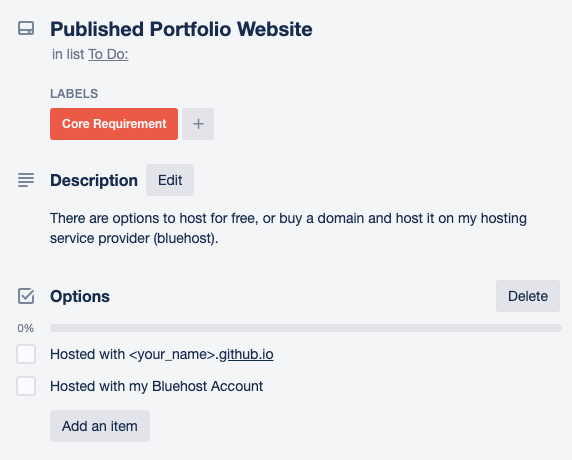 Published Portfolio Website
in list To Do:
LABELS
Core Requirement +
Description Edit
There are options to host for free, or buy a domain and host it on my hosting
service provider (bluehost).
Options Delete
0%
Hosted with <your_name>.github.io
Hosted with my Bluehost Account
Add an item